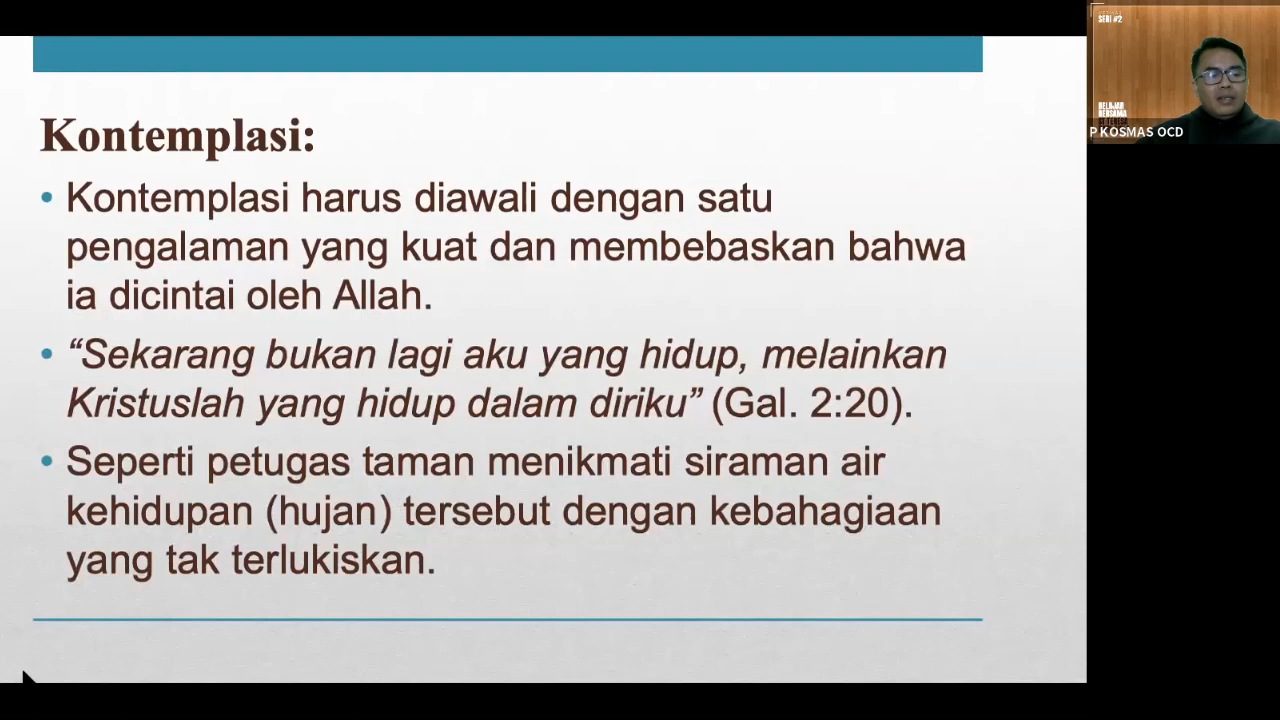 Kontemplasi:
• Kontemplasi harus diawali dengan satu
pengalaman yang kuat dan membebaskan bahwa
ia dicintai oleh Allah.
• “Sekarang bukan lagi aku yang hidup, melainkan
Kristuslah yang hidup dalam diriku” (Gal. 2:20).
• Seperti petugas taman menikmati siraman air
kehidupan (hujan) tersebut dengan kebahagiaan
yang tak terlukiskan.
SERI #2
BELAJAR
BERSAMA
P KOSMAS OCD